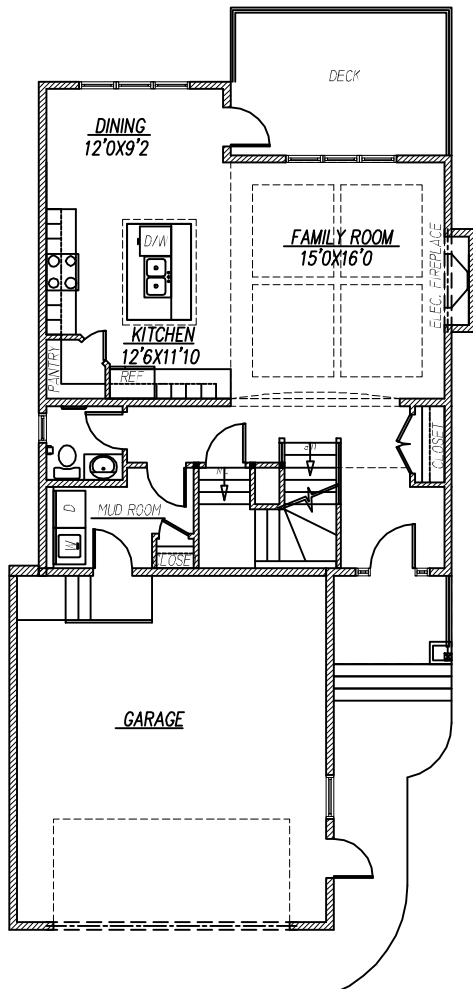 DECK
DINING
12'0X9'2
D/W
FAMILY ROOM
15'0X16'0
ELEC. FIREPLACE
KITCHEN
12'6X11'10
PANTRY
REF
CLOSET
D
MUD ROOM
W
CLOSE
GARAGE